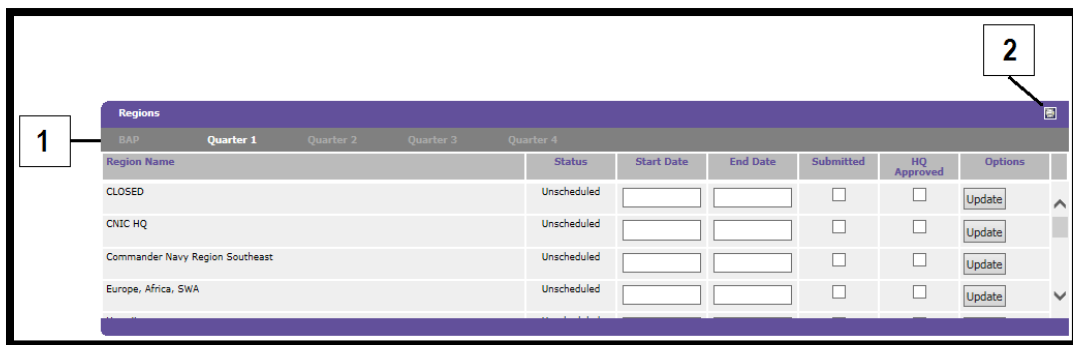 2
1
Regions
BAP Quarter 1 Quarter 2 Quarter 3 Quarter 4
Region Name Status Start Date End Date Submitted HQ Approved Options
CLOSED Unscheduled Update
CNIC HQ Unscheduled Update
Commander Navy Region Southeast Unscheduled Update
Europe, Africa, SWA Unscheduled Update